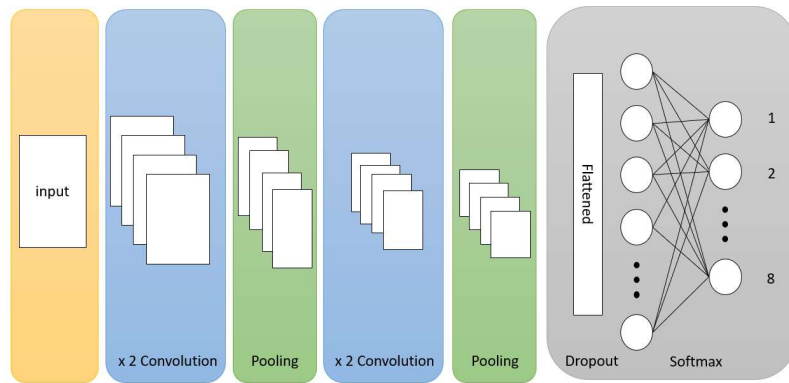 input
x 2 Convolution
Pooling
x 2 Convolution
Pooling
Flattened
Dropout
Softmax
1
2
8